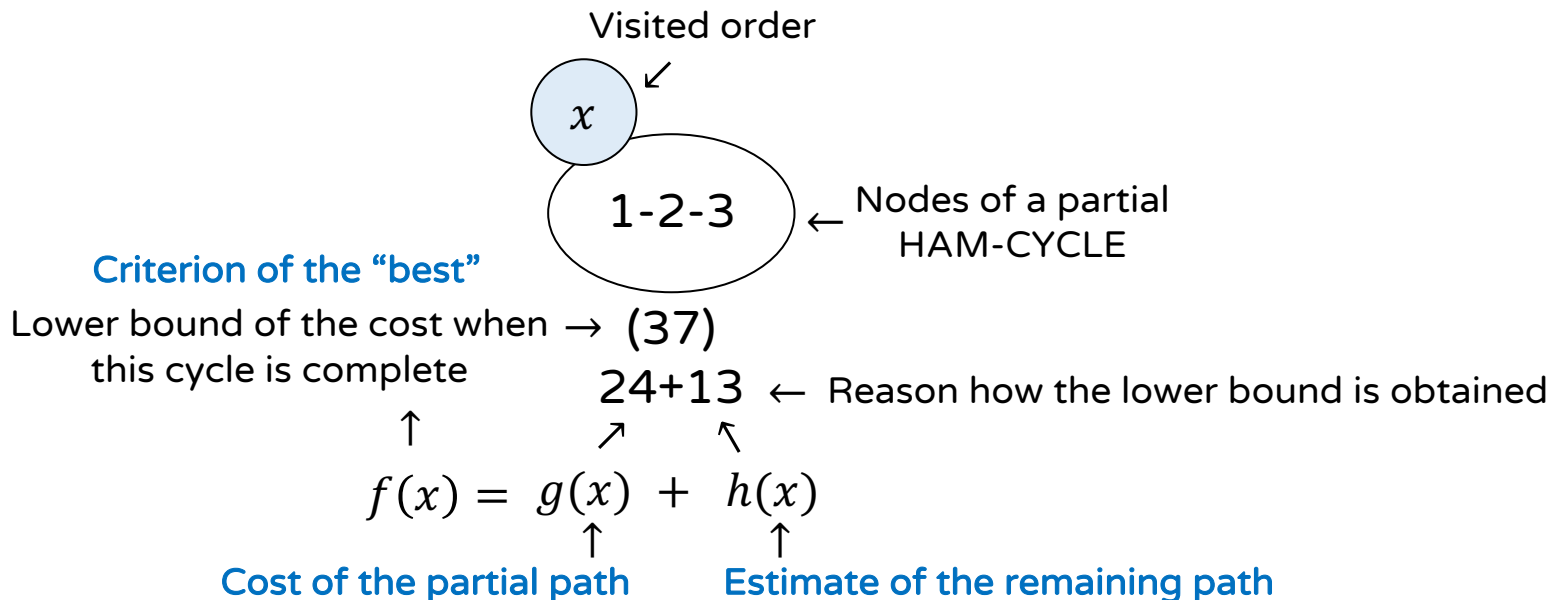 Visited order
↙
x
1-2-3
← Nodes of a partial
HAM-CYCLE
Criterion of the “best”
Lower bound of the cost when → (37)
this cycle is complete
24+13 ← Reason how the lower bound is obtained
↑ ↗ ↖
f(x) = g(x) + h(x)
↑ ↑
Cost of the partial path Estimate of the remaining path